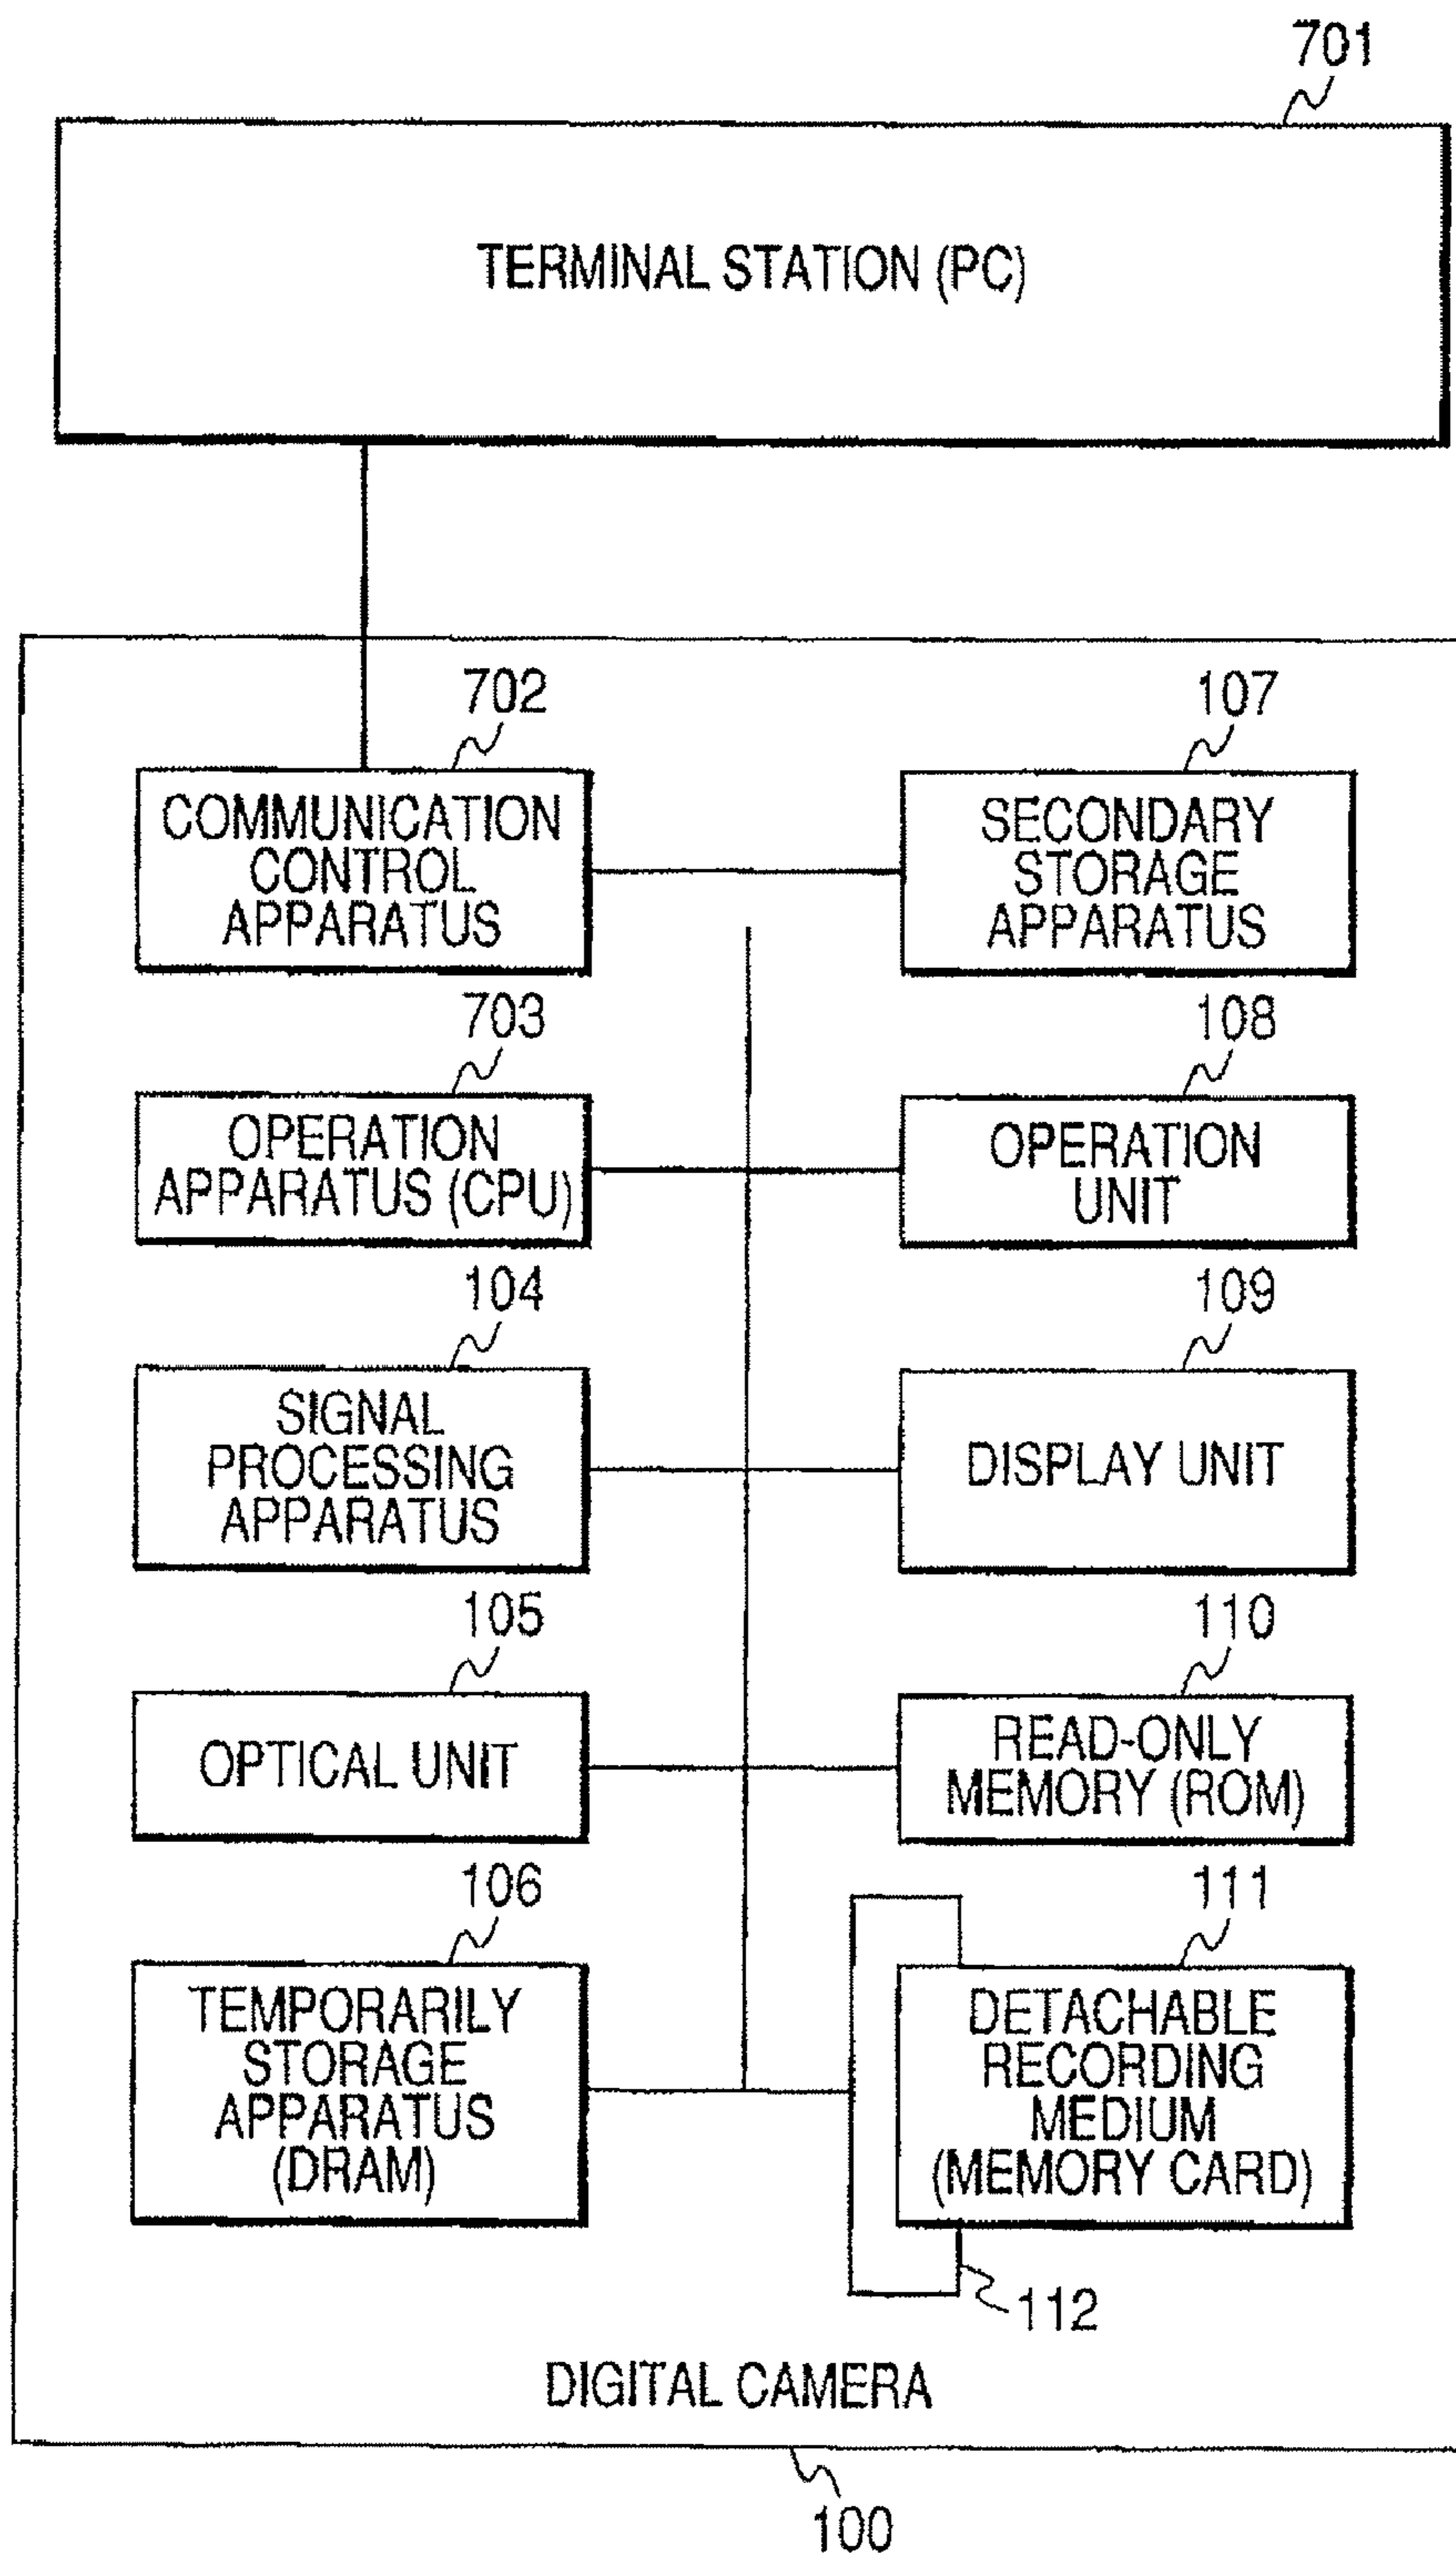 701
TERMINAL STATION (PC)
702
COMMUNICATION
CONTROL
APPARATUS
107
SECONDARY
STORAGE
APPARATUS
703
OPERATION
APPARATUS (CPU)
108
OPERATION
UNIT
104
SIGNAL
PROCESSING
APPARATUS
109
DISPLAY UNIT
105
OPTICAL UNIT
110
READ-ONLY
MEMORY (ROM)
106
TEMPORARILY
STORAGE
APPARATUS
(DRAM)
111
DETACHABLE
RECORDING
MEDIUM
(MEMORY CARD)
112
DIGITAL CAMERA
100